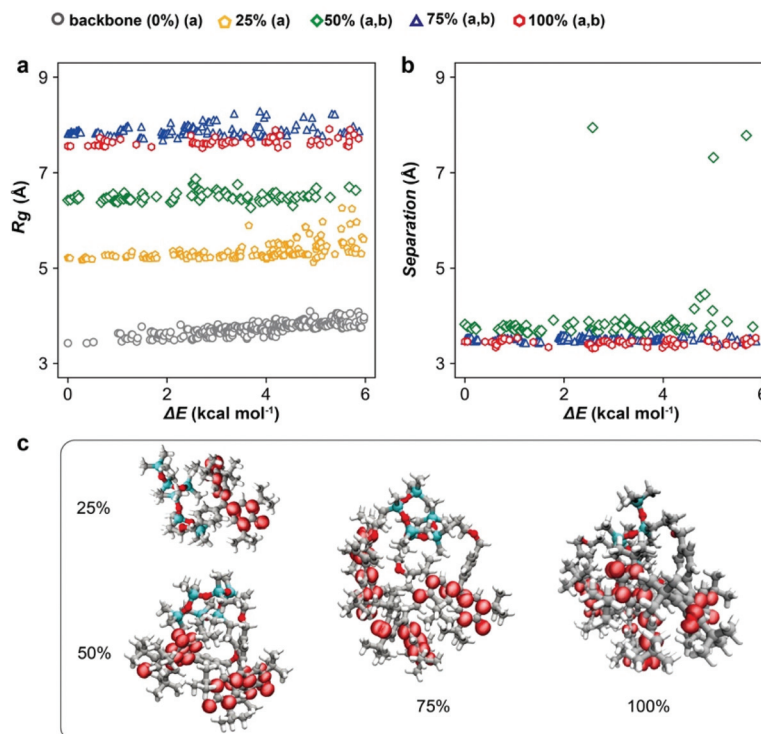 backbone (0%) (a) 25% (a) 50% (a,b) 75% (a,b) 100% (a,b)
a
9
7
5
3
Rg (Å)
0 2 4 6
ΔE (kcal mol⁻¹)
b
9
7
5
3
Separation (Å)
0 2 4 6
ΔE (kcal mol⁻¹)
c
25%
50%
75%
100%